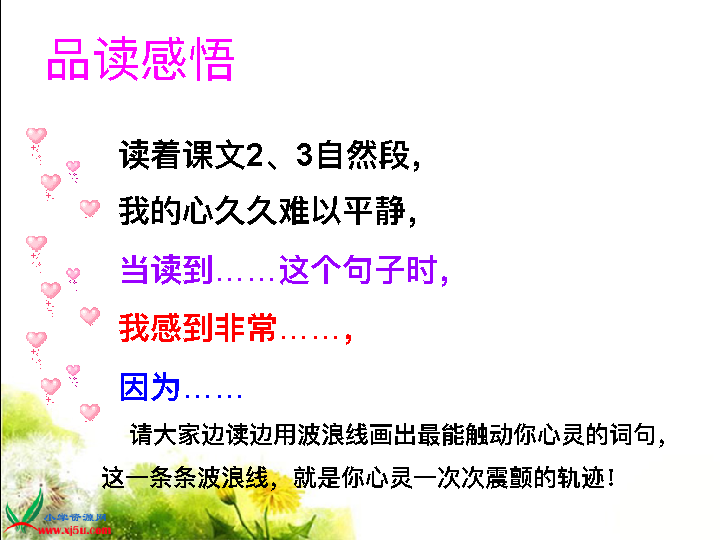 品读感悟
读着课文2、3自然段，
我的心久久难以平静，
当读到……这个句子时，
我感到非常……，
因为……
请大家边读边用波浪线画出最能触动你心灵的词句，
这一条条波浪线，就是你心灵一次次震颤的轨迹！
小学资源网
www.xj5u.com